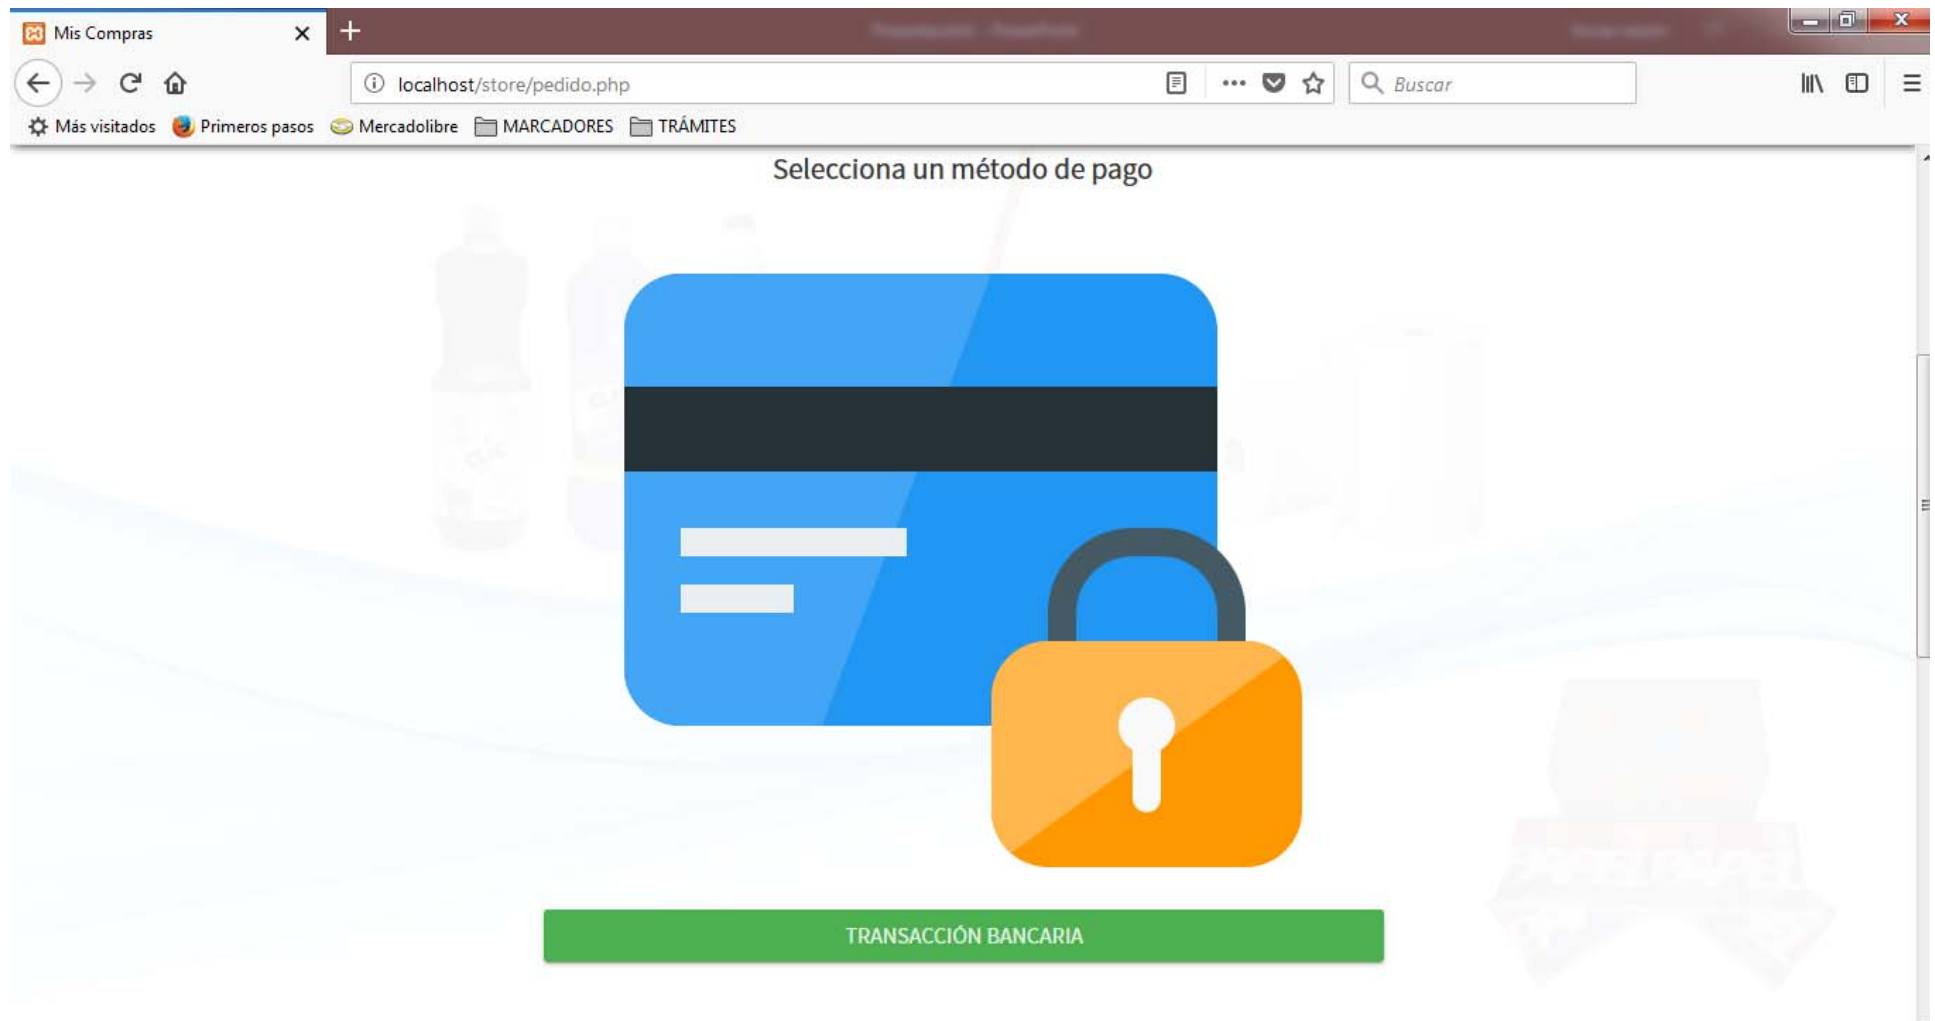 Mis Compras
localhost/store/pedido.php
Buscar
Más visitados Primeros pasos Mercadolibre MARCADORES TRÁMITES
Selecciona un método de pago
TRANSACCIÓN BANCARIA